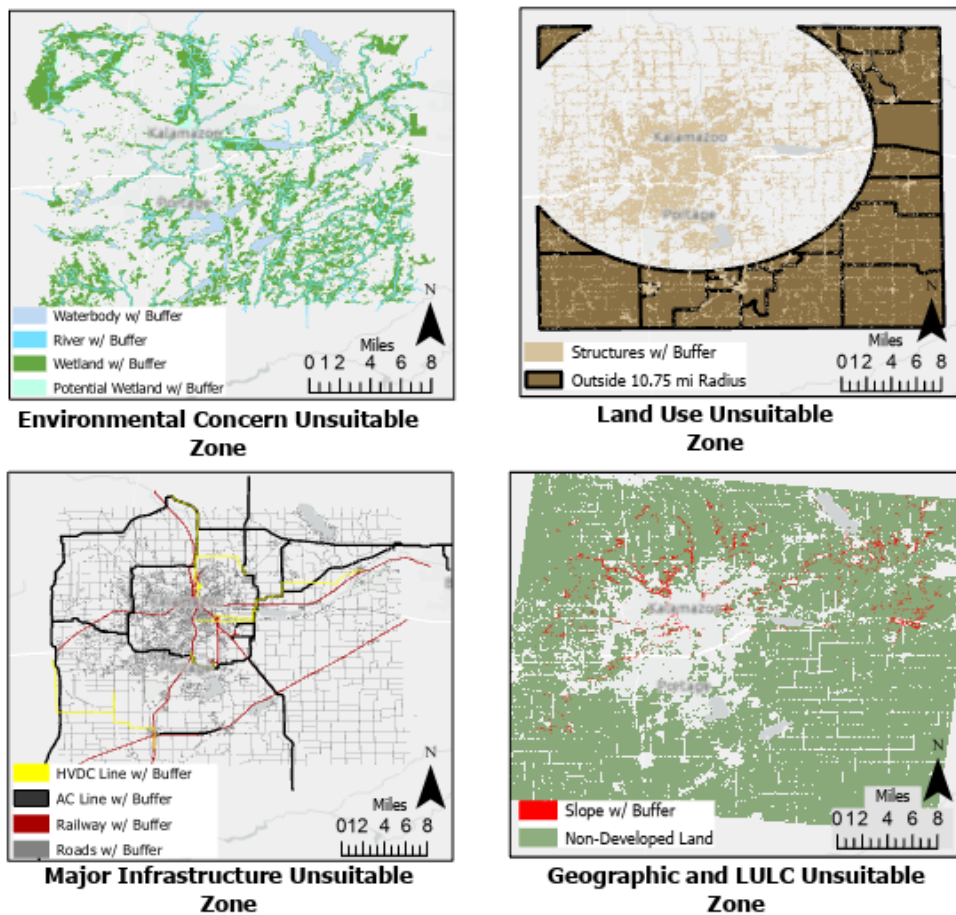 Kalamazoo
Portage
N
Waterbody w/ Buffer
River w/ Buffer
Wetland w/ Buffer
Potential Wetland w/ Buffer
Miles
0 1 2 4 6 8
Environmental Concern Unsuitable
Zone
Kalamazoo
Portage
N
Structures w/ Buffer
Outside 10.75 mi Radius
Miles
0 1 2 4 6 8
Land Use Unsuitable
Zone
N
HVDC Line w/ Buffer
AC Line w/ Buffer
Railway w/ Buffer
Roads w/ Buffer
Miles
012 4 6 8
Major Infrastructure Unsuitable
Zone
Kalamazoo
Portage
N
Slope w/ Buffer
Non-Developed Land
Miles
0 1 2 4 6 8
Geographic and LULC Unsuitable
Zone